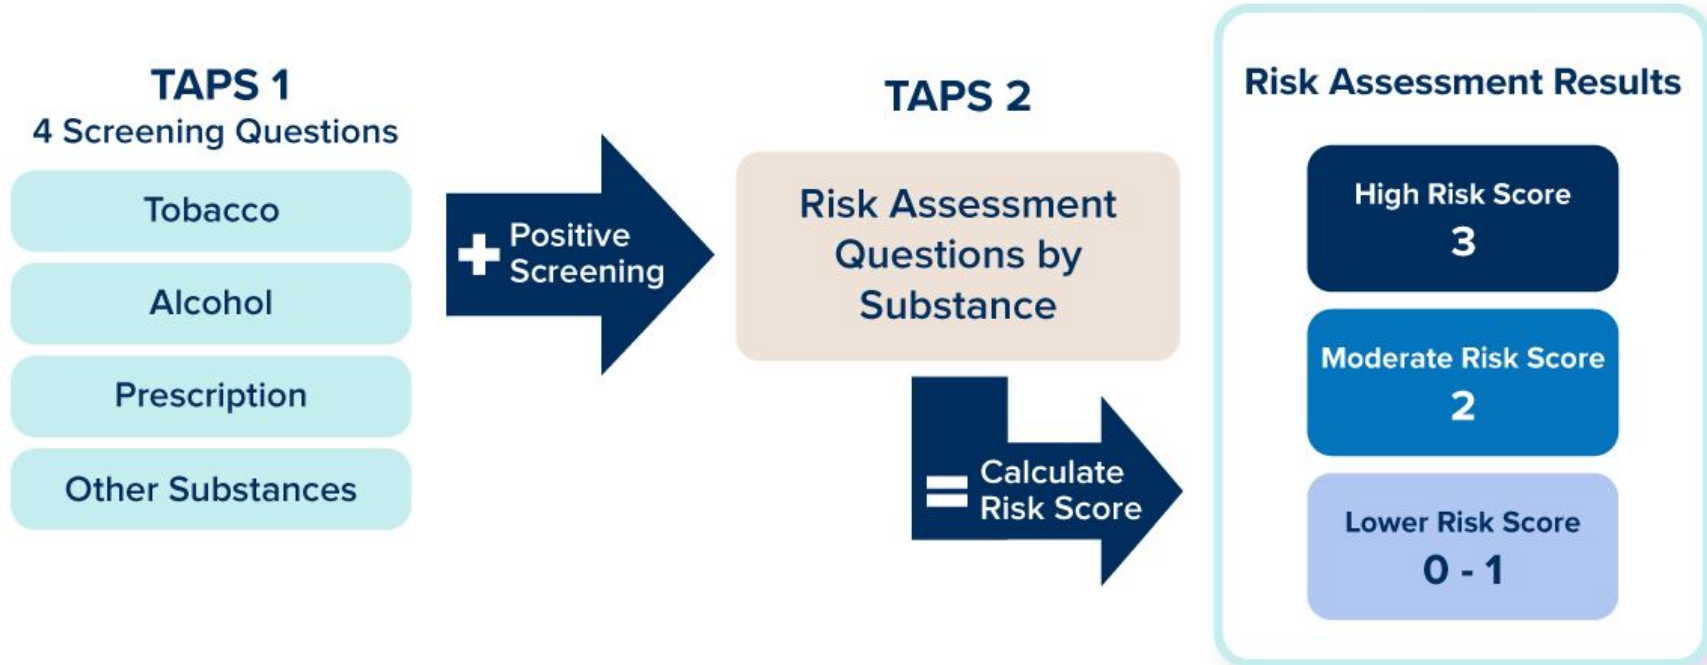 TAPS 1
4 Screening Questions
Tobacco
Alcohol
Prescription
Other Substances
+ Positive
Screening
TAPS 2
Risk Assessment
Questions by
Substance
= Calculate
Risk Score
Risk Assessment Results
High Risk Score
3
Moderate Risk Score
2
Lower Risk Score
0 - 1